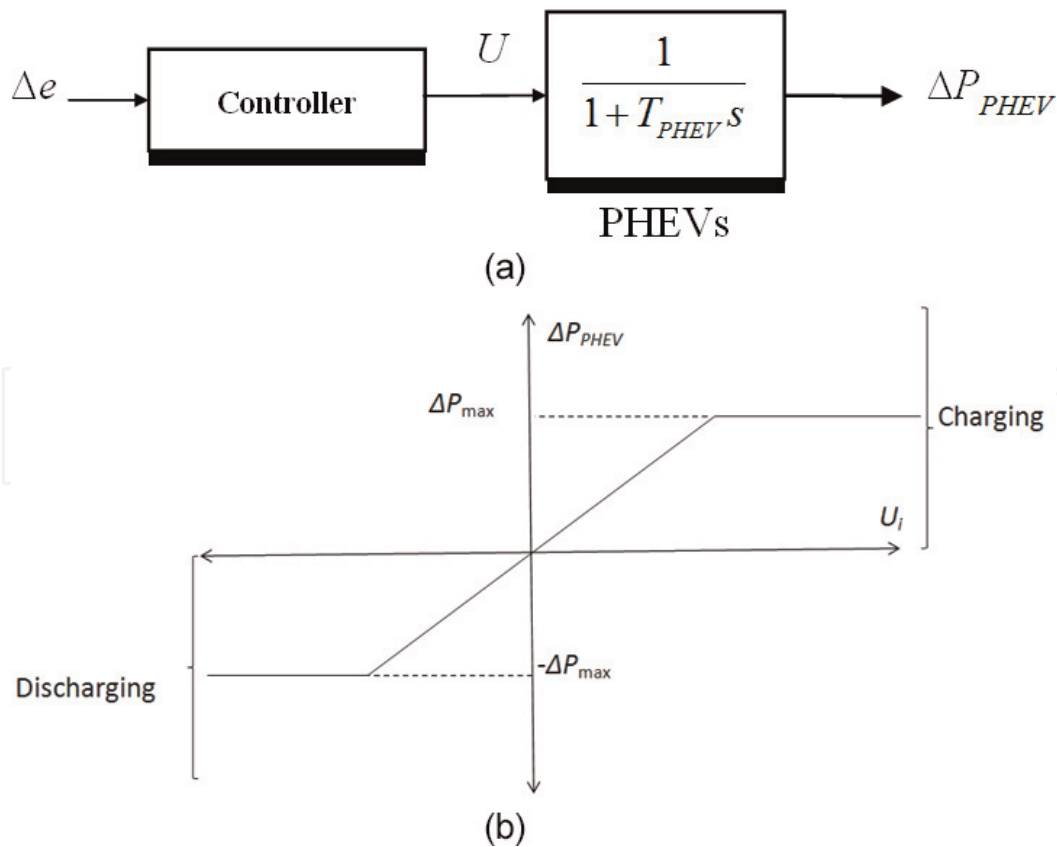 Δe
Controller
U
1
1 + T_PHEV s
ΔP_PHEV
PHEVs
(a)
ΔP_PHEV
ΔP_max
Charging
U_i
Discharging
-ΔP_max
(b)